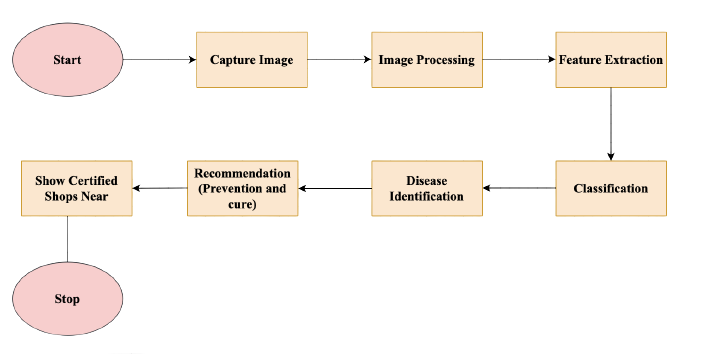 Start
Capture Image
Image Processing
Feature Extraction
Classification
Disease
Identification
Recommendation
(Prevention and
cure)
Show Certified
Shops Near
Stop